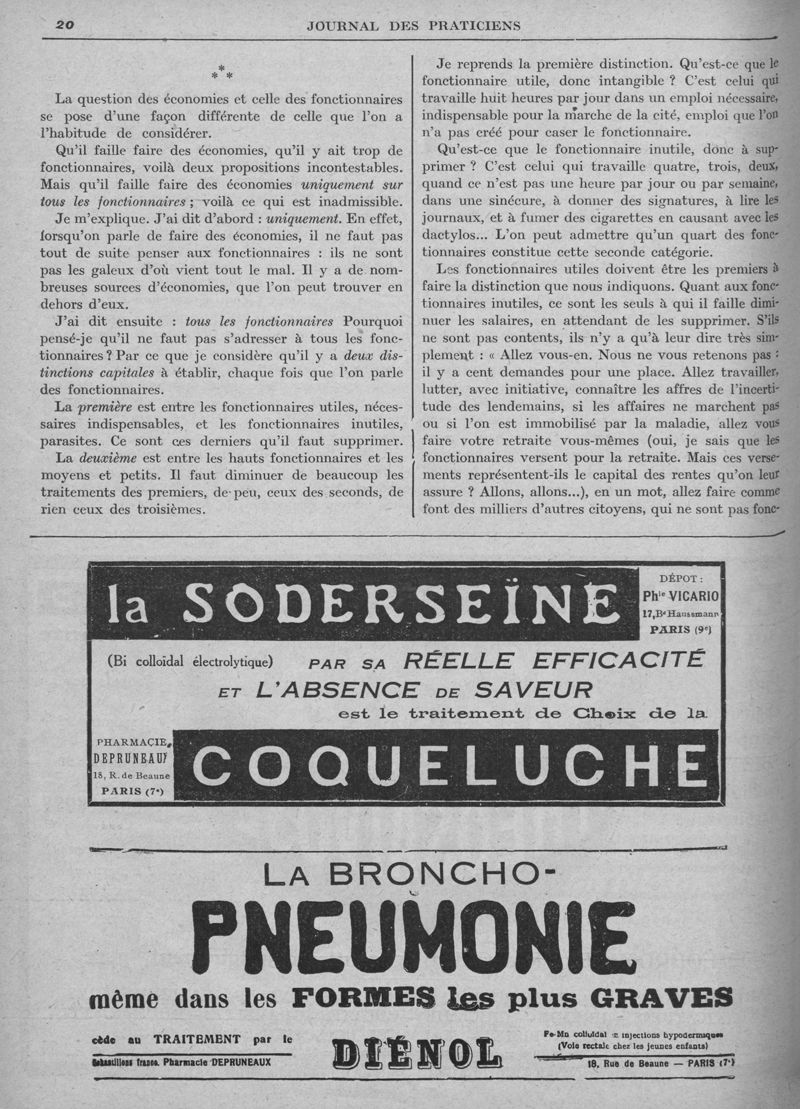 20
JOURNAL DES PRATICIENS
*
* *
La question des économies et celle des fonctionnaires
se pose d'une façon différente de celle que l'on a
l'habitude de considérer.
Qu'il faille faire des économies, qu'il y ait trop de
fonctionnaires, voilà deux propositions incontestables.
Mais qu'il faille faire des économies uniquement sur
tous les fonctionnaires ; voilà ce qui est inadmissible.
Je m'explique. J'ai dit d'abord : uniquement. En effet,
lorsqu'on parle de faire des économies, il ne faut pas
tout de suite penser aux fonctionnaires : ils ne sont
pas les galeux d'où vient tout le mal. Il y a de nom-
breuses sources d'économies, que l'on peut trouver en
dehors d'eux.
J'ai dit ensuite : tous les fonctionnaires Pourquoi
pensé-je qu'il ne faut pas s'adresser à tous les fonc-
tionnaires ? Par ce que je considère qu'il y a deux dis-
tinctions capitales à établir, chaque fois que l'on parle
des fonctionnaires.
La première est entre les fonctionnaires utiles, néces-
saires indispensables, et les fonctionnaires inutiles,
parasites. Ce sont ces derniers qu'il faut supprimer.
La deuxième est entre les hauts fonctionnaires et les
moyens et petits. Il faut diminuer de beaucoup les
traitements des premiers, de peu, ceux des seconds, de
rien ceux des troisièmes.
Je reprends la première distinction. Qu'est-ce que le
fonctionnaire utile, donc intangible ? C'est celui qui
travaille huit heures par jour dans un emploi nécessaire,
indispensable pour la marche de la cité, emploi que l'on
n'a pas créé pour caser le fonctionnaire.
Qu'est-ce que le fonctionnaire inutile, donc à sup-
primer ? C'est celui qui travaille quatre, trois, deux,
quand ce n'est pas une heure par jour ou par semaine,
dans une sinécure, à donner des signatures, à lire les
journaux, et à fumer des cigarettes en causant avec les
dactylos... L'on peut admettre qu'un quart des fonc-
tionnaires constitue cette seconde catégorie.
Les fonctionnaires utiles doivent être les premiers à
faire la distinction que nous indiquons. Quant aux fonc-
tionnaires inutiles, ce sont les seuls à qui il faille dimi-
nuer les salaires, en attendant de les supprimer. S'ils
ne sont pas contents, ils n'y a qu'à leur dire très sim-
plement : « Allez vous-en. Nous ne vous retenons pas :
il y a cent demandes pour une place. Allez travailler,
lutter, avec initiative, connaître les affres de l'incerti-
tude des lendemains, si les affaires ne marchent pas
ou si l'on est immobilisé par la maladie, allez vous
faire votre retraite vous-mêmes (oui, je sais que les
fonctionnaires versent pour la retraite. Mais ces verse-
ments représentent-ils le capital des rentes qu'on leur
assure ? Allons, allons...), en un mot, allez faire comme
font des milliers d'autres citoyens, qui ne sont pas fonc-
la SODERSEÏNE
DÉPOT :
Phie VICARIO
17, Bd Haussmann
PARIS (9e)
(Bi colloïdal électrolytique) PAR SA RÉELLE EFFICACITÉ
ET L'ABSENCE DE SAVEUR
est le traitement de Choix de la
PHARMACIE
DEPRUNEAUX
18, R. de Beaune
PARIS (7e)
COQUELUCHE
LA BRONCHO-
PNEUMONIE
même dans les FORMES les plus GRAVES
cède au TRAITEMENT par le
Echantillons franco. Pharmacie DEPRUNEAUX
DIÉNOL
Fe-Mn colloïdal injections hypodermiques
(Voie rectale chez les jeunes enfants)
18, Rue de Beaune — PARIS (7e)